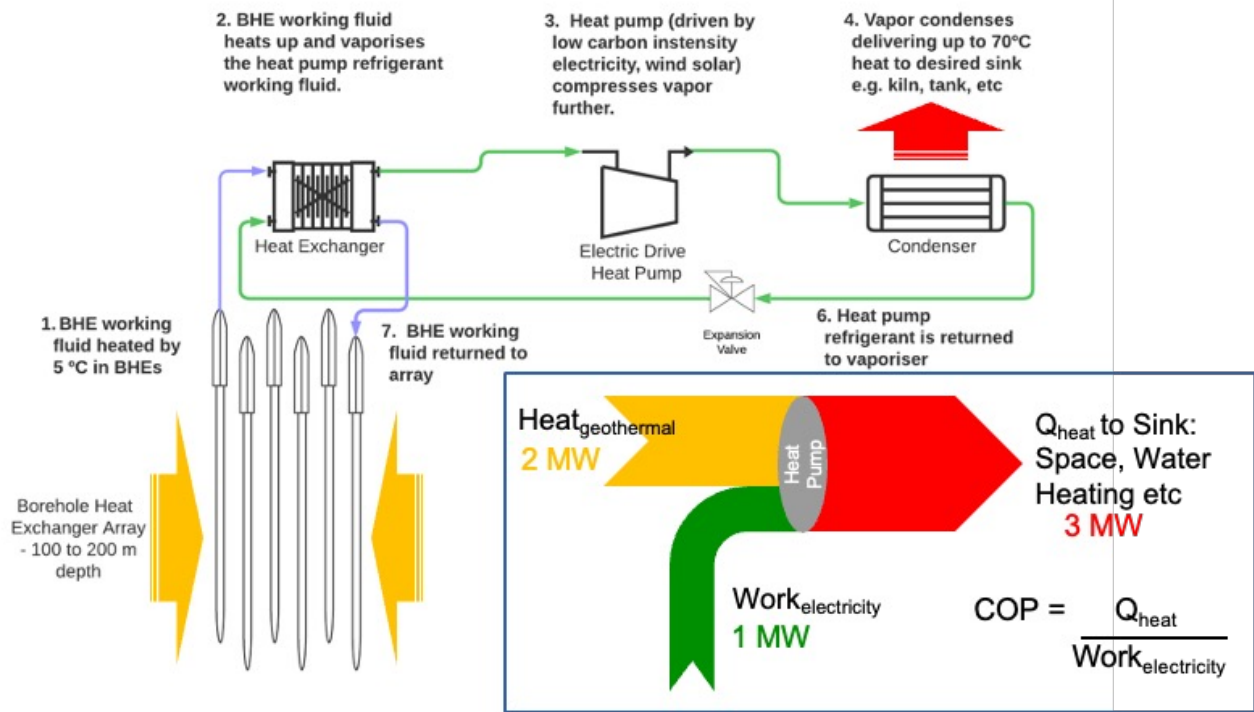 2. BHE working fluid
heats up and vaporises
the heat pump refrigerant
working fluid.
3. Heat pump (driven by
low carbon instensity
electricity, wind solar)
compresses vapor
further.
4. Vapor condenses
delivering up to 70ºC
heat to desired sink
e.g. kiln, tank, etc
Heat Exchanger
Electric Drive
Heat Pump
Condenser
1. BHE working
fluid heated by
5 ºC in BHEs
7. BHE working
fluid returned to
array
Expansion
Valve
6. Heat pump
refrigerant is returned
to vaporiser
Borehole Heat
Exchanger Array
- 100 to 200 m
depth
Heatgeothermal
2 MW
Heat
Pump
Qheat to Sink:
Space, Water
Heating etc
3 MW
Workelectricity
1 MW
COP = Qheat
Workelectricity